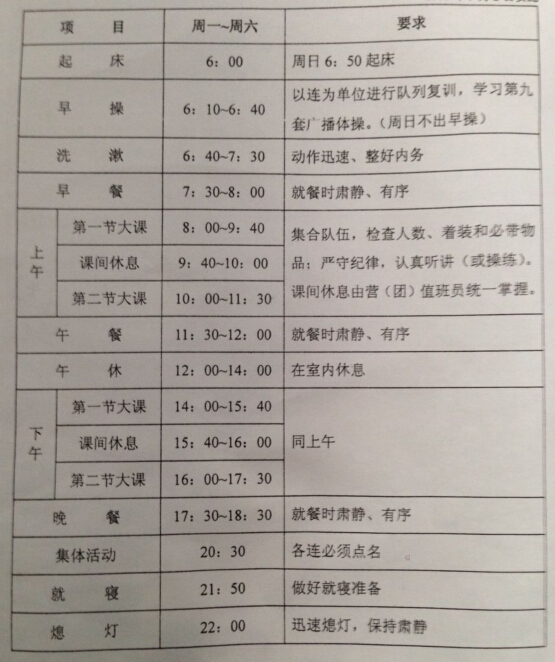 项 目 周一~周六 要求
起 床 6：00 周日 6：50 起床
早 操 6：10~6：40 以连为单位进行队列复训，学习第九
套广播体操。（周日不出早操）
洗 漱 6：40~7：30 动作迅速、整好内务
早 餐 7：30~8：00 就餐时肃静、有序
上午
第一节大课 8：00~9：40 集合队伍，检查人数、着装和必带物
课间休息 9：40~10：00 品；严守纪律，认真听讲（或操练）。
第二节大课 10：00~11：30 课间休息由营（团）值班员统一掌握。
午 餐 11：30~12：00 就餐时肃静、有序
午 休 12：00~14：00 在室内休息
下午
第一节大课 14：00~15：40
课间休息 15：40~16：00 同上午
第二节大课 16：00~17：30
晚 餐 17：30~18：30 就餐时肃静、有序
集体活动 20：30 各连必须点名 。
就 寝 21：50 做好就寝准备
熄 灯 22：00 迅速熄灯，保持肃静